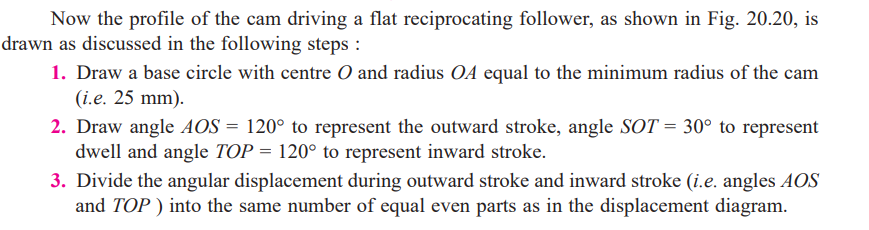 Now the profile of the cam driving a flat reciprocating follower, as shown in Fig. 20.20, is
drawn as discussed in the following steps :
1. Draw a base circle with centre O and radius OA equal to the minimum radius of the cam
(i.e. 25 mm).
2. Draw angle AOS = 120° to represent the outward stroke, angle SOT = 30° to represent
dwell and angle TOP = 120° to represent inward stroke.
3. Divide the angular displacement during outward stroke and inward stroke (i.e. angles AOS
and TOP ) into the same number of equal even parts as in the displacement diagram.